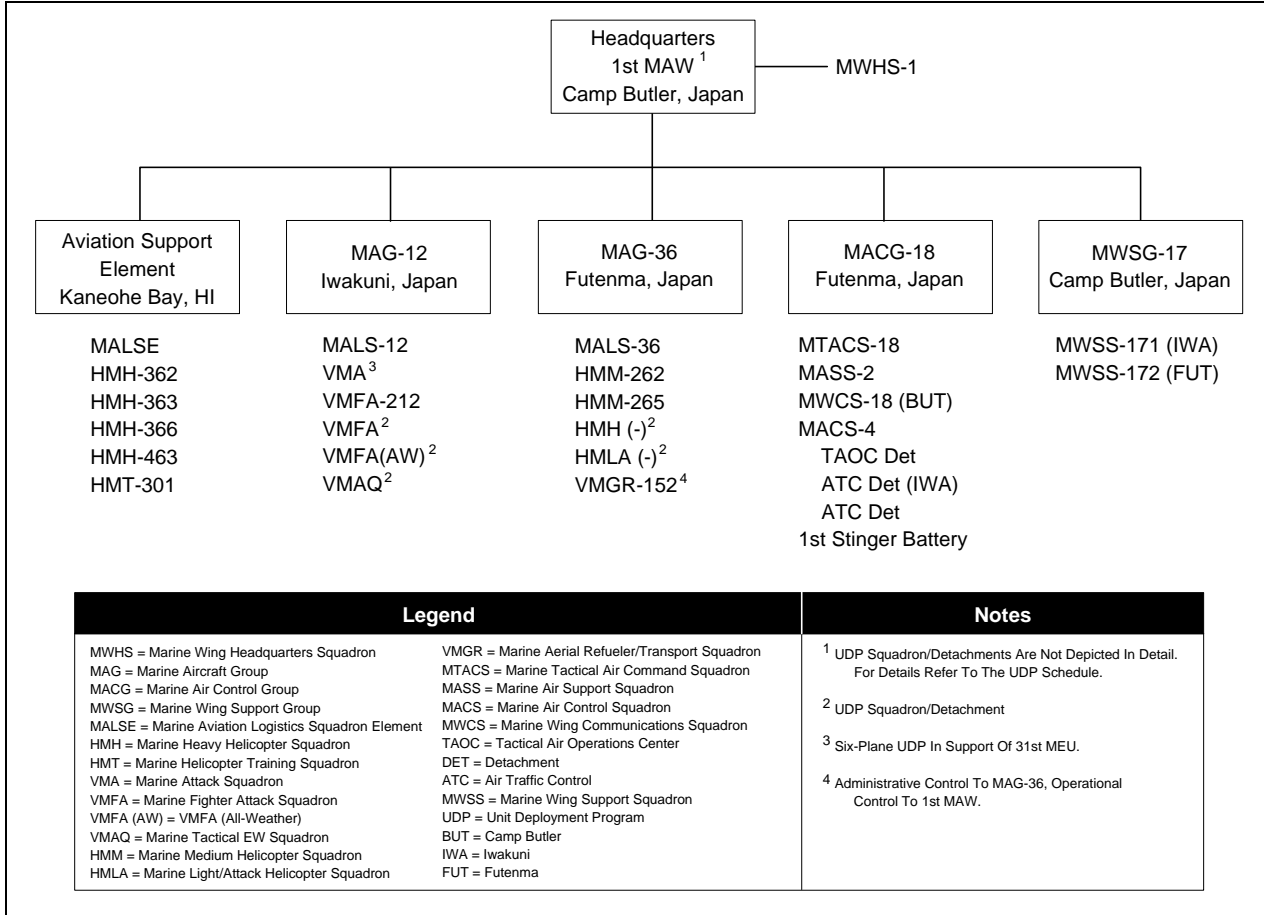 Headquarters
1st MAW 1
Camp Butler, Japan
MWHS-1
Aviation Support
Element
Kaneohe Bay, HI
MALSE
HMH-362
HMH-363
HMH-366
HMH-463
HMT-301
MAG-12
Iwakuni, Japan
MALS-12
VMA 3
VMFA-212
VMFA 2
VMFA(AW) 2
VMAQ 2
MAG-36
Futenma, Japan
MALS-36
HMM-262
HMM-265
HMH (-) 2
HMLA (-) 2
VMGR-152 4
MACG-18
Futenma, Japan
MTACS-18
MASS-2
MWCS-18 (BUT)
MACS-4
TAOC Det
ATC Det (IWA)
ATC Det
1st Stinger Battery
MWSG-17
Camp Butler, Japan
MWSS-171 (IWA)
MWSS-172 (FUT)
Legend
MWHS = Marine Wing Headquarters Squadron
MAG = Marine Aircraft Group
MACG = Marine Air Control Group
MWSG = Marine Wing Support Group
MALSE = Marine Aviation Logistics Squadron Element
HMH = Marine Heavy Helicopter Squadron
HMT = Marine Helicopter Training Squadron
VMA = Marine Attack Squadron
VMFA = Marine Fighter Attack Squadron
VMFA (AW) = VMFA (All-Weather)
VMAQ = Marine Tactical EW Squadron
HMM = Marine Medium Helicopter Squadron
HMLA = Marine Light/Attack Helicopter Squadron
VMGR = Marine Aerial Refueler/Transport Squadron
MTACS = Marine Tactical Air Command Squadron
MASS = Marine Air Support Squadron
MACS = Marine Air Control Squadron
MWCS = Marine Wing Communications Squadron
TAOC = Tactical Air Operations Center
DET = Detachment
ATC = Air Traffic Control
MWSS = Marine Wing Support Squadron
UDP = Unit Deployment Program
BUT = Camp Butler
IWA = Iwakuni
FUT = Futenma
Notes
1 UDP Squadron/Detachments Are Not Depicted In Detail.
For Details Refer To The UDP Schedule.
2 UDP Squadron/Detachment
3 Six-Plane UDP In Support Of 31st MEU.
4 Administrative Control To MAG-36, Operational
Control To 1st MAW.